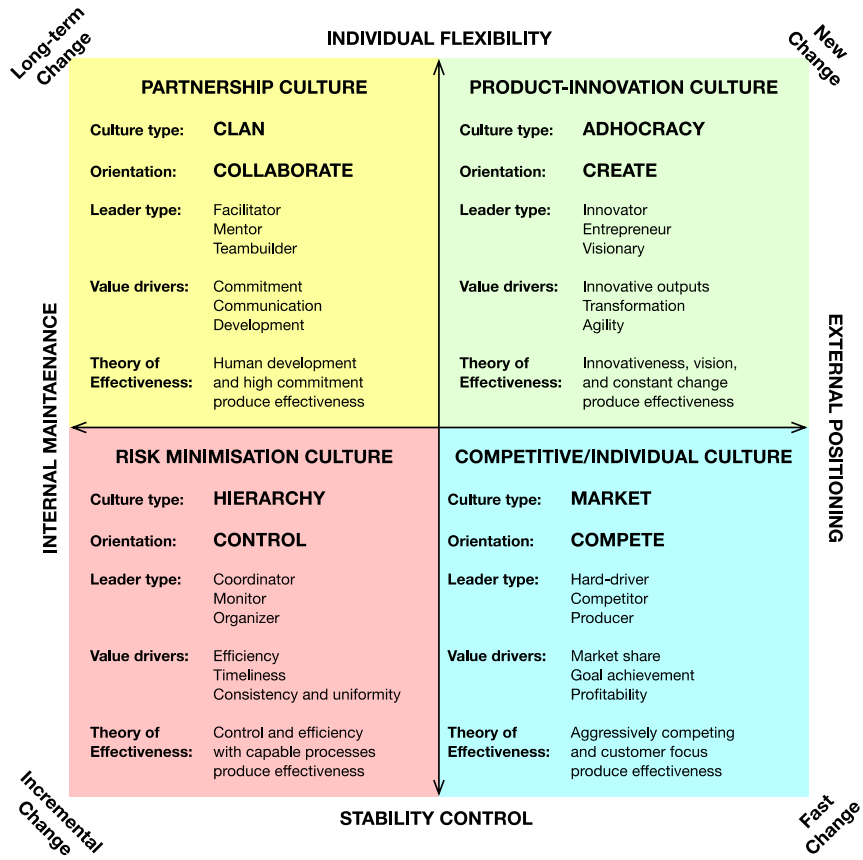 Long-term
Change
INDIVIDUAL FLEXIBILITY
New
Change
PARTNERSHIP CULTURE
Culture type: CLAN
Orientation: COLLABORATE
Leader type: Facilitator
Mentor
Teambuilder
Value drivers: Commitment
Communication
Development
Theory of Human development
Effectiveness: and high commitment
produce effectiveness
PRODUCT-INNOVATION CULTURE
Culture type: ADHOCRACY
Orientation: CREATE
Leader type: Innovator
Entrepreneur
Visionary
Value drivers: Innovative outputs
Transformation
Agility
Theory of Innovativeness, vision,
Effectiveness: and constant change
produce effectiveness
INTERNAL MAINTAENANCE
EXTERNAL POSITIONING
RISK MINIMISATION CULTURE
Culture type: HIERARCHY
Orientation: CONTROL
Leader type: Coordinator
Monitor
Organizer
Value drivers: Efficiency
Timeliness
Consistency and uniformity
Theory of Control and efficiency
Effectiveness: with capable processes
produce effectiveness
COMPETITIVE/INDIVIDUAL CULTURE
Culture type: MARKET
Orientation: COMPETE
Leader type: Hard-driver
Competitor
Producer
Value drivers: Market share
Goal achievement
Profitability
Theory of Aggressively competing
Effectiveness: and customer focus
produce effectiveness
Incremental
Change
STABILITY CONTROL
Fast
Change